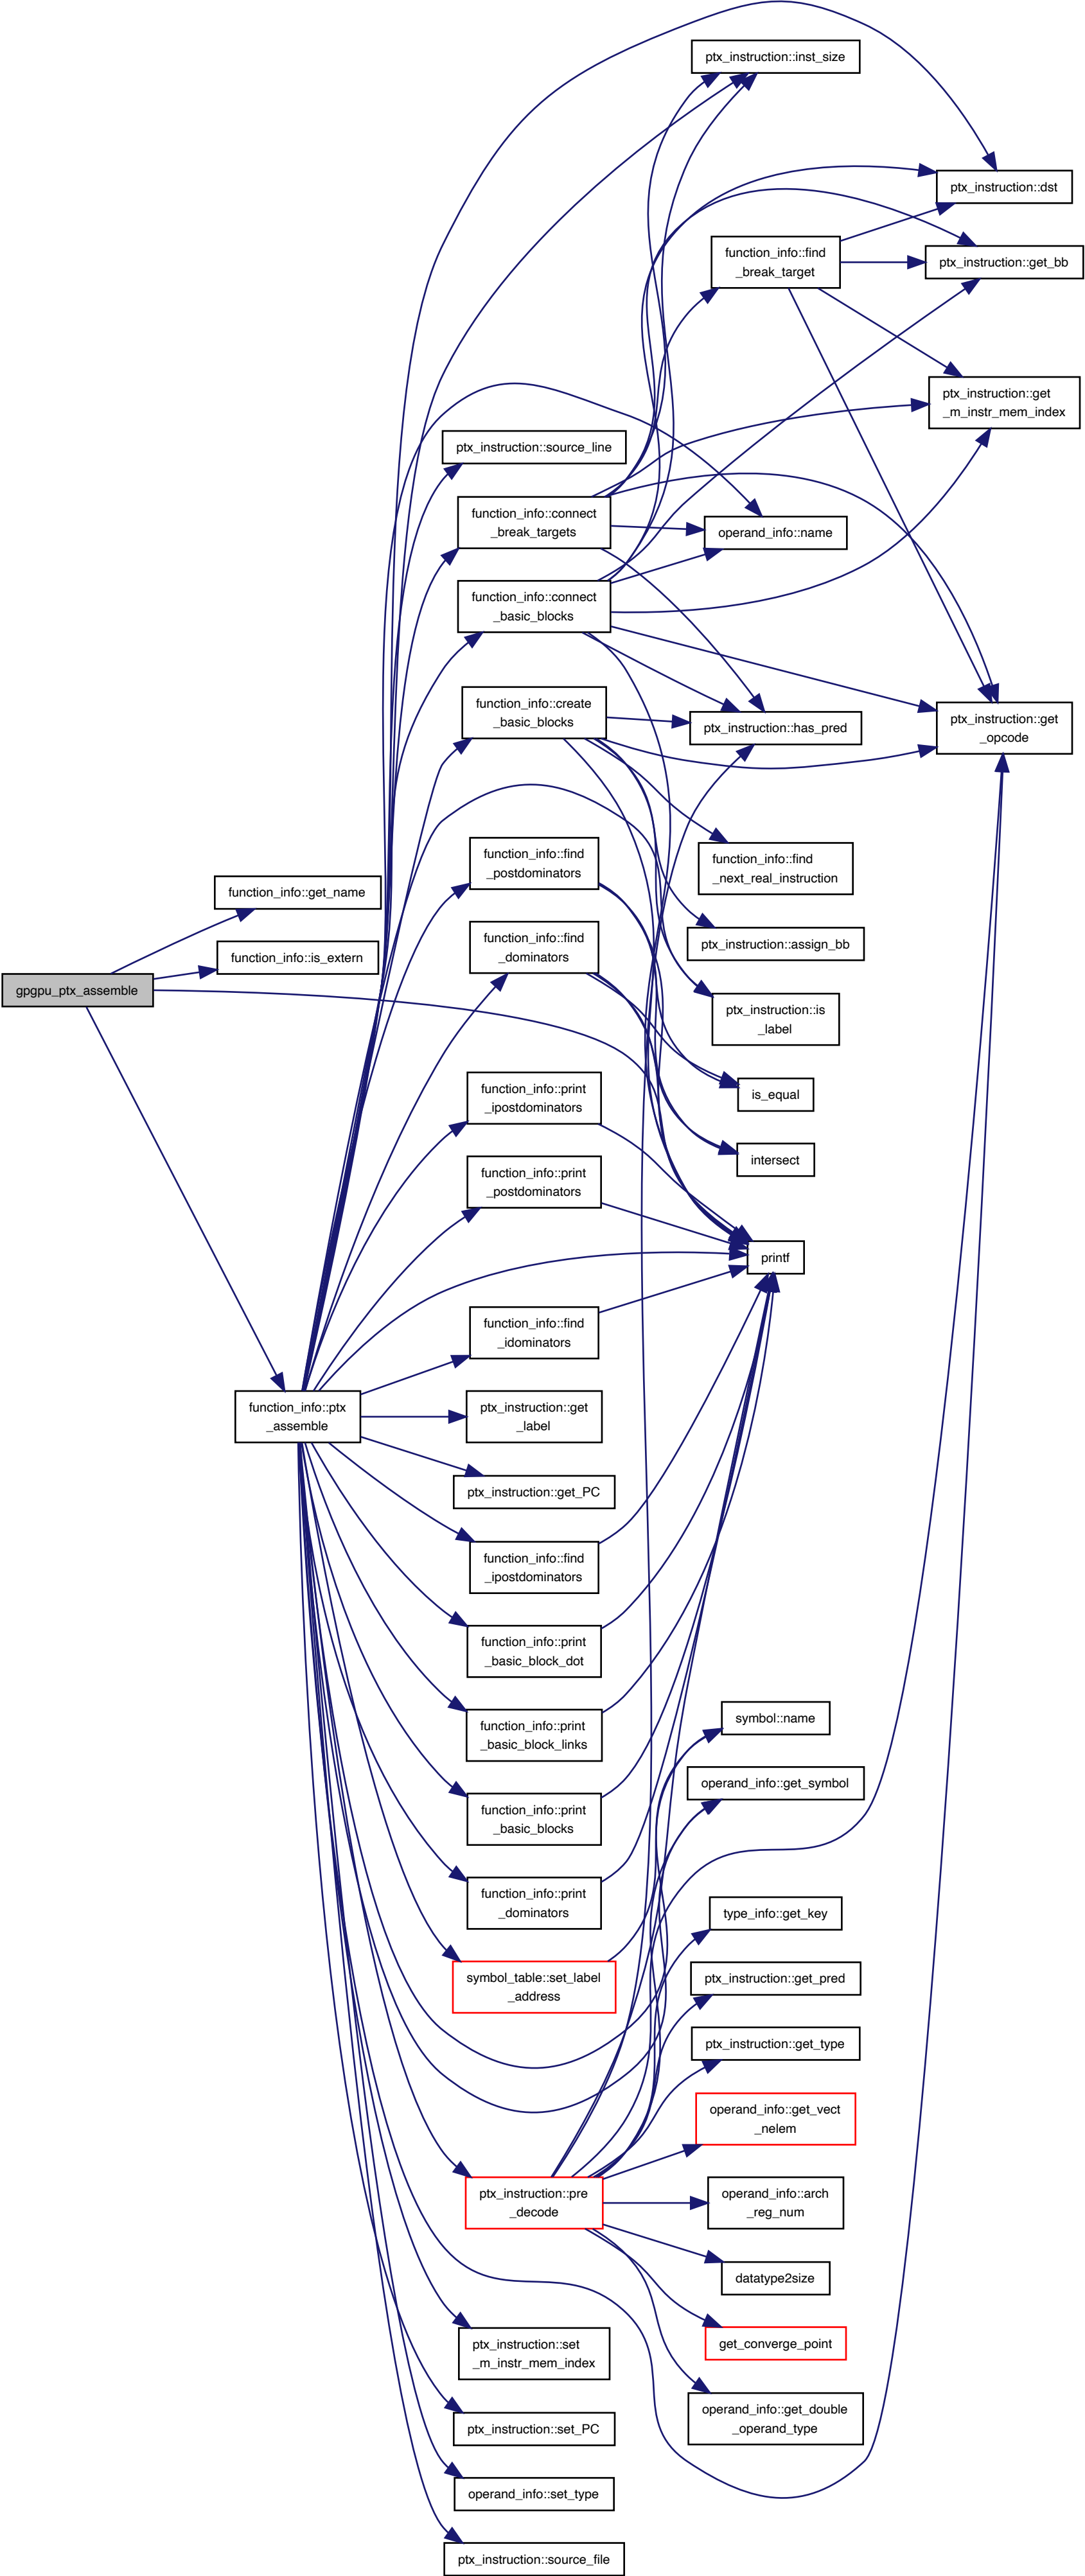 ptx_instruction::inst_size
ptx_instruction::dst
function_info::find
_break_target
ptx_instruction::get_bb
ptx_instruction::get
_m_instr_mem_index
ptx_instruction::source_line
function_info::connect
_break_targets
operand_info::name
function_info::connect
_basic_blocks
function_info::create
_basic_blocks
ptx_instruction::has_pred
ptx_instruction::get
_opcode
function_info::find
_postdominators
function_info::find
_next_real_instruction
function_info::get_name
function_info::find
_dominators
ptx_instruction::assign_bb
function_info::is_extern
gpgpu_ptx_assemble
ptx_instruction::is
_label
function_info::print
_ipostdominators
is_equal
intersect
function_info::print
_postdominators
printf
function_info::find
_idominators
function_info::ptx
_assemble
ptx_instruction::get
_label
ptx_instruction::get_PC
function_info::find
_ipostdominators
function_info::print
_basic_block_dot
function_info::print
_basic_block_links
symbol::name
operand_info::get_symbol
function_info::print
_basic_blocks
function_info::print
_dominators
type_info::get_key
symbol_table::set_label
_address
ptx_instruction::get_pred
ptx_instruction::get_type
operand_info::get_vect
_nelem
ptx_instruction::pre
_decode
operand_info::arch
_reg_num
datatype2size
get_converge_point
ptx_instruction::set
_m_instr_mem_index
operand_info::get_double
_operand_type
ptx_instruction::set_PC
operand_info::set_type
ptx_instruction::source_file